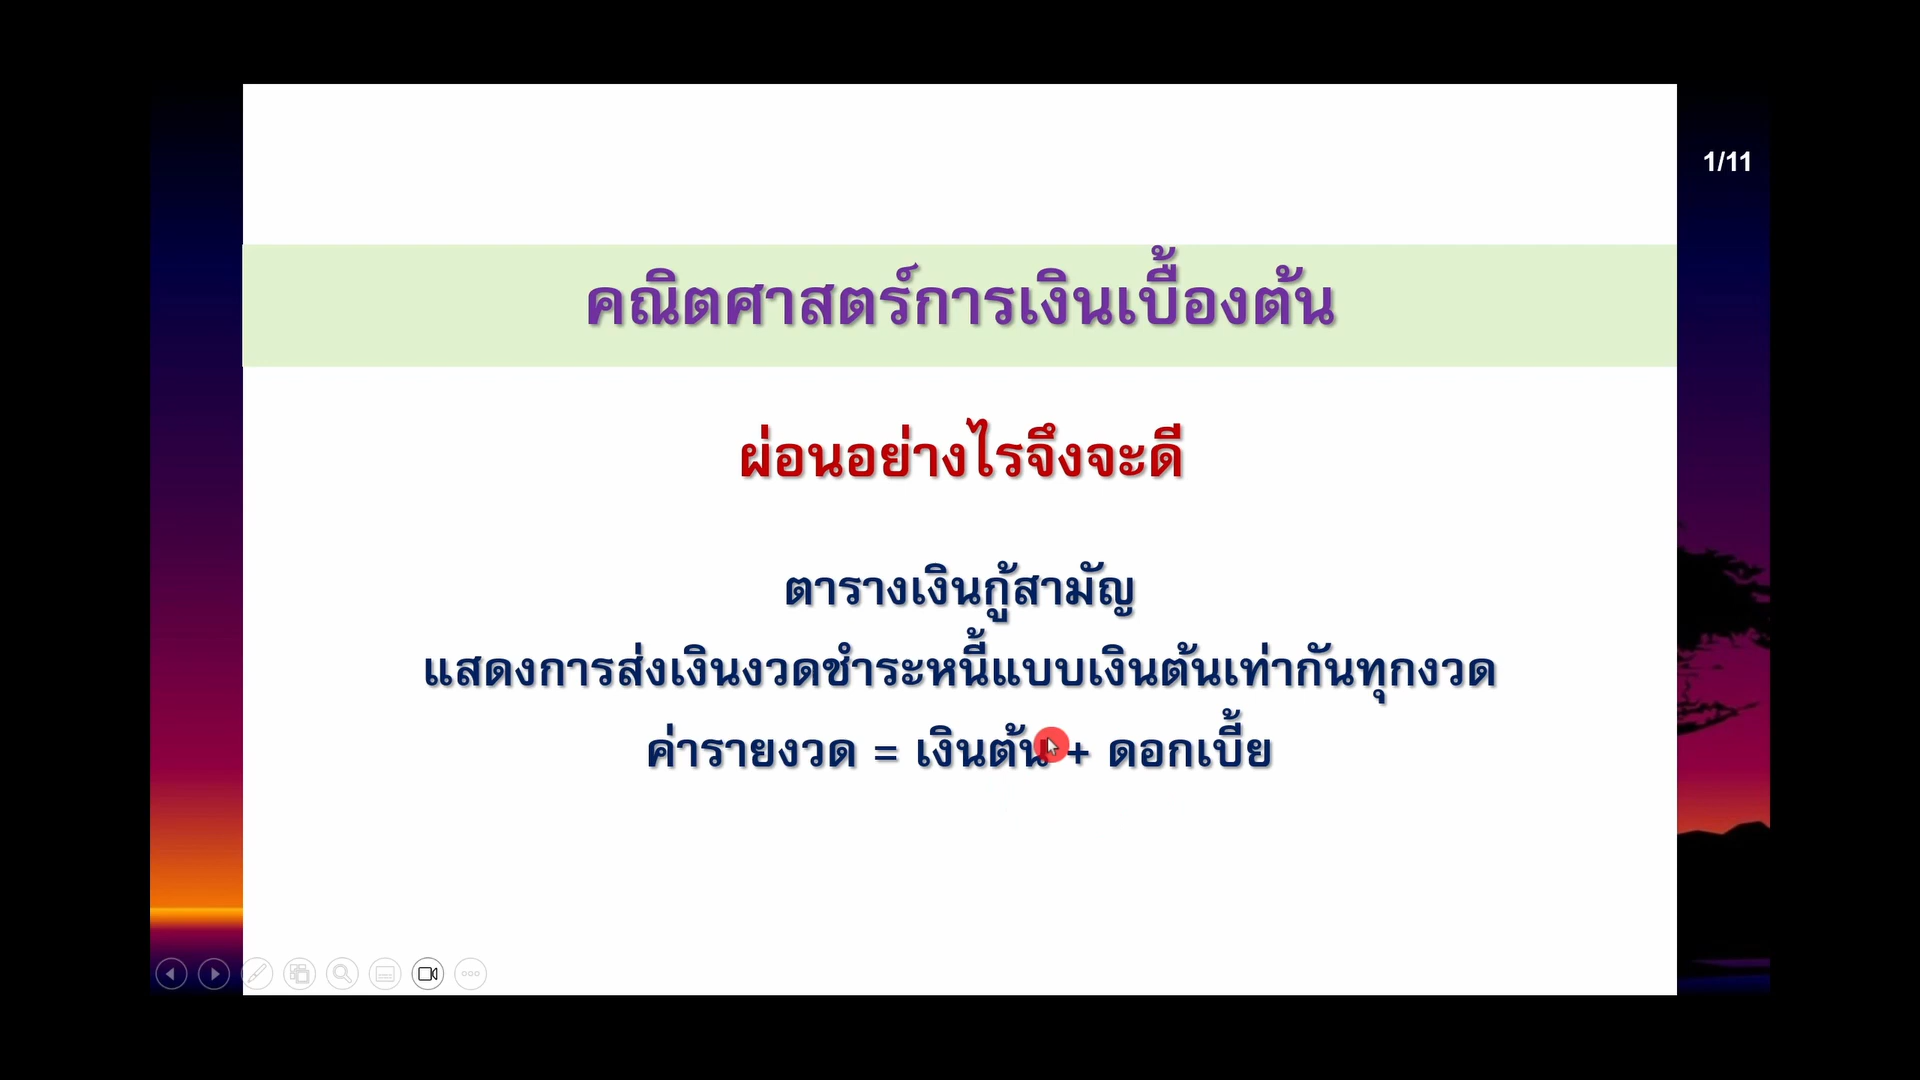 1/11
คณิตศาสตร์การเงินเบื้องต้น
ผ่อนอย่างไรจึงจะดี
ตารางเงินกู้สามัญ
แสดงการส่งเงินงวดชำระหนี้แบบเงินต้นเท่ากันทุกงวด
ค่ารายงวด = เงินต้น + ดอกเบี้ย